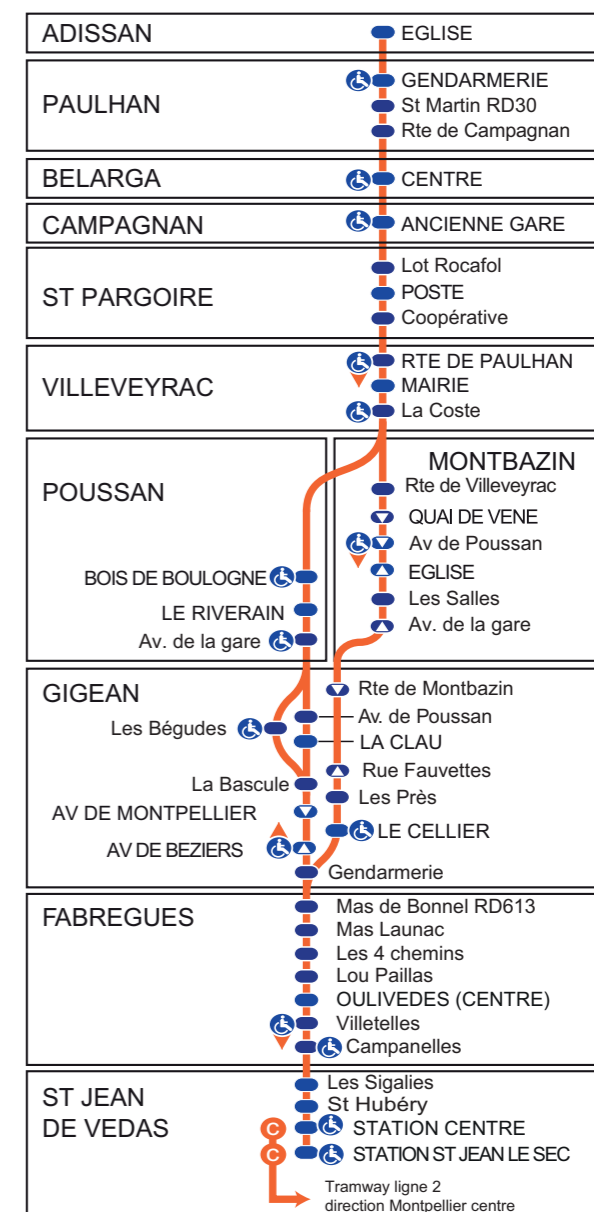 ADISSAN
EGLISE
PAULHAN
GENDARMERIE
St Martin RD30
Rte de Campagnan
BELARGA
CENTRE
CAMPAGNAN
ANCIENNE GARE
ST PARGOIRE
Lot Rocafol
POSTE
Coopérative
VILLEVEYRAC
RTE DE PAULHAN
MAIRIE
La Coste
POUSSAN
BOIS DE BOULOGNE
LE RIVERAIN
Av. de la gare
MONTBAZIN
Rte de Villeveyrac
QUAI DE VENE
Av de Poussan
EGLISE
Les Salles
Av. de la gare
GIGEAN
Rte de Montbazin
Av. de Poussan
Les Bégudes
LA CLAU
Rue Fauvettes
La Bascule
Les Près
AV DE MONTPELLIER
LE CELLIER
AV DE BEZIERS
Gendarmerie
FABREGUES
Mas de Bonnel RD613
Mas Launac
Les 4 chemins
Lou Paillas
OULIVEDES (CENTRE)
Villetelles
Campanelles
ST JEAN
DE VEDAS
Les Sigalies
St Hubéry
C STATION CENTRE
C STATION ST JEAN LE SEC
Tramway ligne 2
direction Montpellier centre